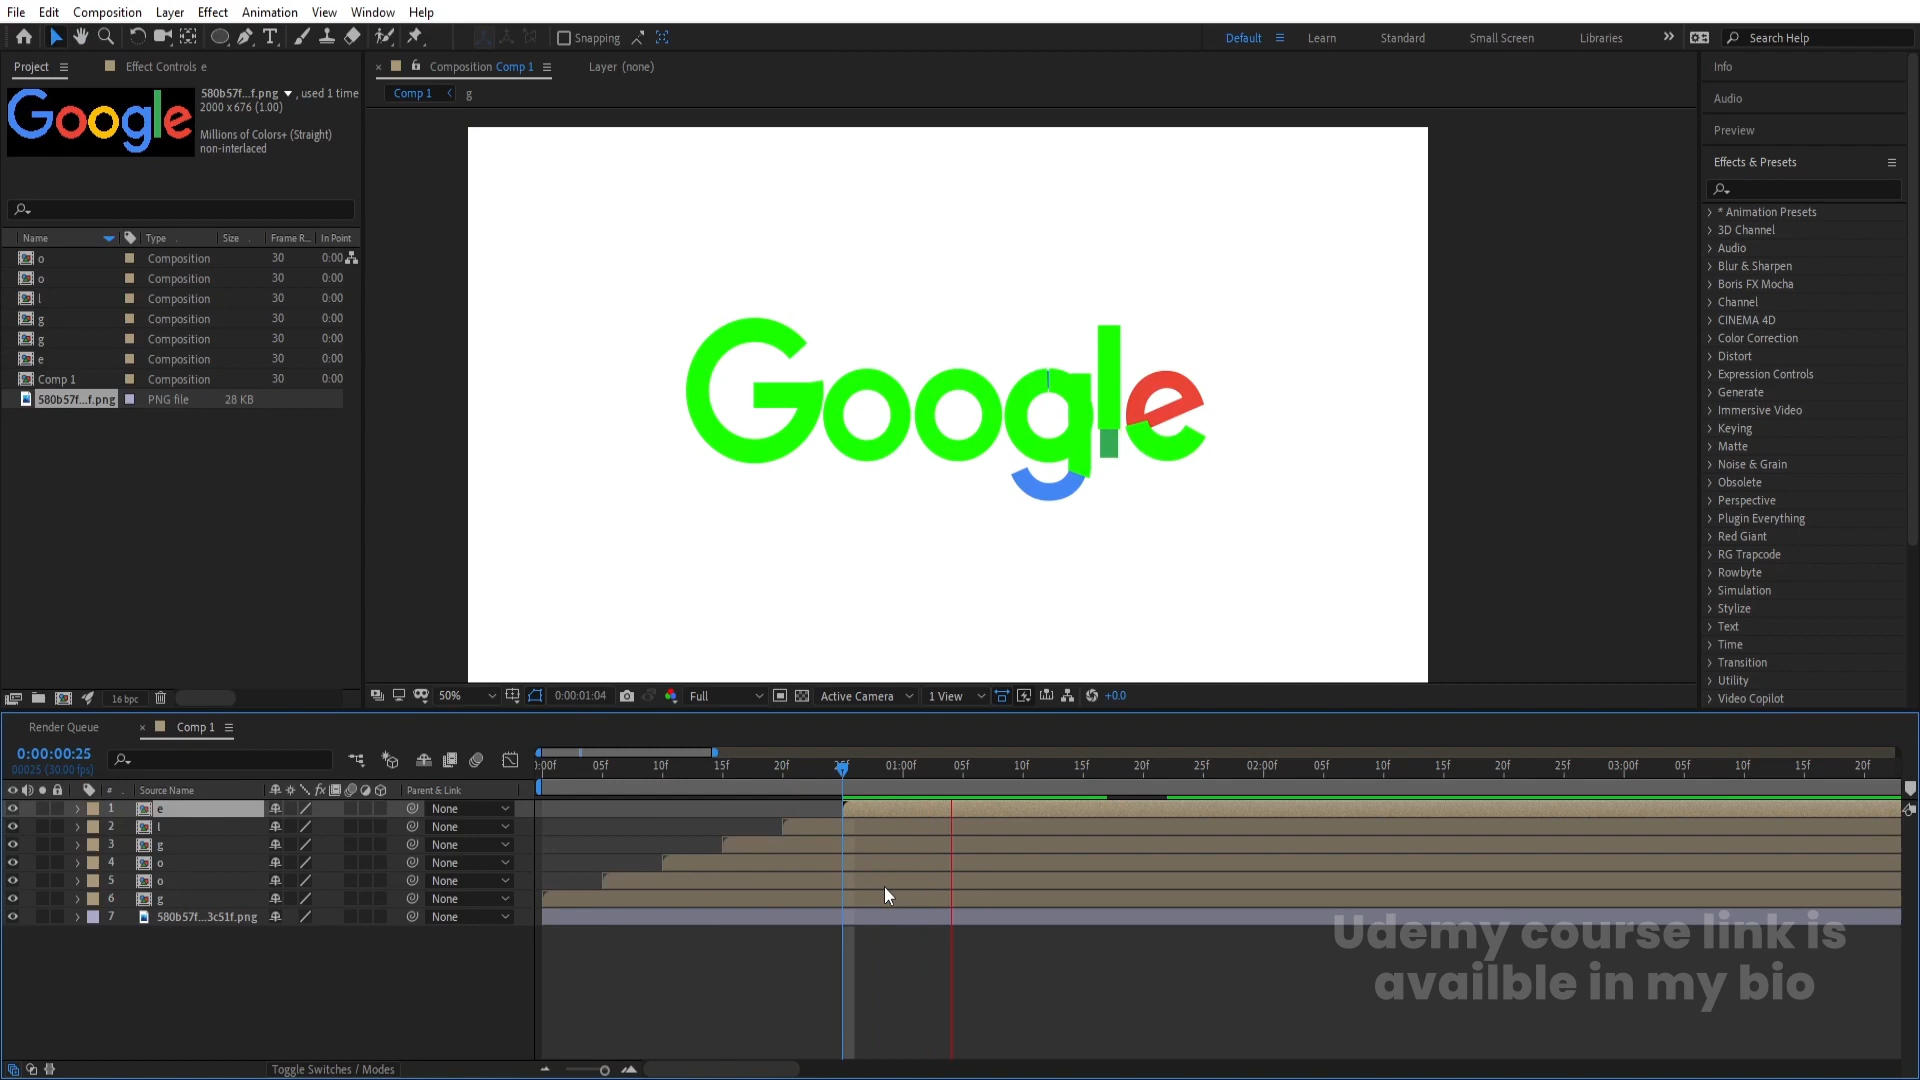 File Edit Composition Layer Effect Animation View Window Help
Snapping
Default Learn Standard Small Screen Libraries Search Help
Project Effect Controls e
Composition Comp 1 Layer (none)
Comp 1 g
Google
580b57f...f.png , used 1 time
2000 x 676 (1.00)
Millions of Colors+ (Straight)
non-interlaced
Name Type Size Frame R... In Point
o Composition 30 0:00
o Composition 30 0:00
l Composition 30 0:00
g Composition 30 0:00
g Composition 30 0:00
e Composition 30 0:00
Comp 1 Composition 30 0:00
580b57f...f.png PNG file 28 KB
16 bpc
Google
50% 0:00:01:04 Full Active Camera 1 View +0.0
Info
Audio
Preview
Effects & Presets
* Animation Presets
3D Channel
Audio
Blur & Sharpen
Boris FX Mocha
Channel
CINEMA 4D
Color Correction
Distort
Expression Controls
Generate
Immersive Video
Keying
Matte
Noise & Grain
Obsolete
Perspective
Plugin Everything
Red Giant
RG Trapcode
Rowbyte
Simulation
Stylize
Text
Time
Transition
Utility
Video Copilot
Render Queue Comp 1
0:00:00:25
00025 (30.00 fps)
):00f 05f 10f 15f 20f 25f 01:00f 05f 10f 15f 20f 25f 02:00f 05f 10f 15f 20f 25f 03:00f 05f 10f 15f 20f
# Source Name fx Parent & Link
1 e None
2 l None
3 g None
4 o None
5 o None
6 g None
7 580b57f...3c51f.png None
Udemy course link is
availble in my bio
Toggle Switches / Modes